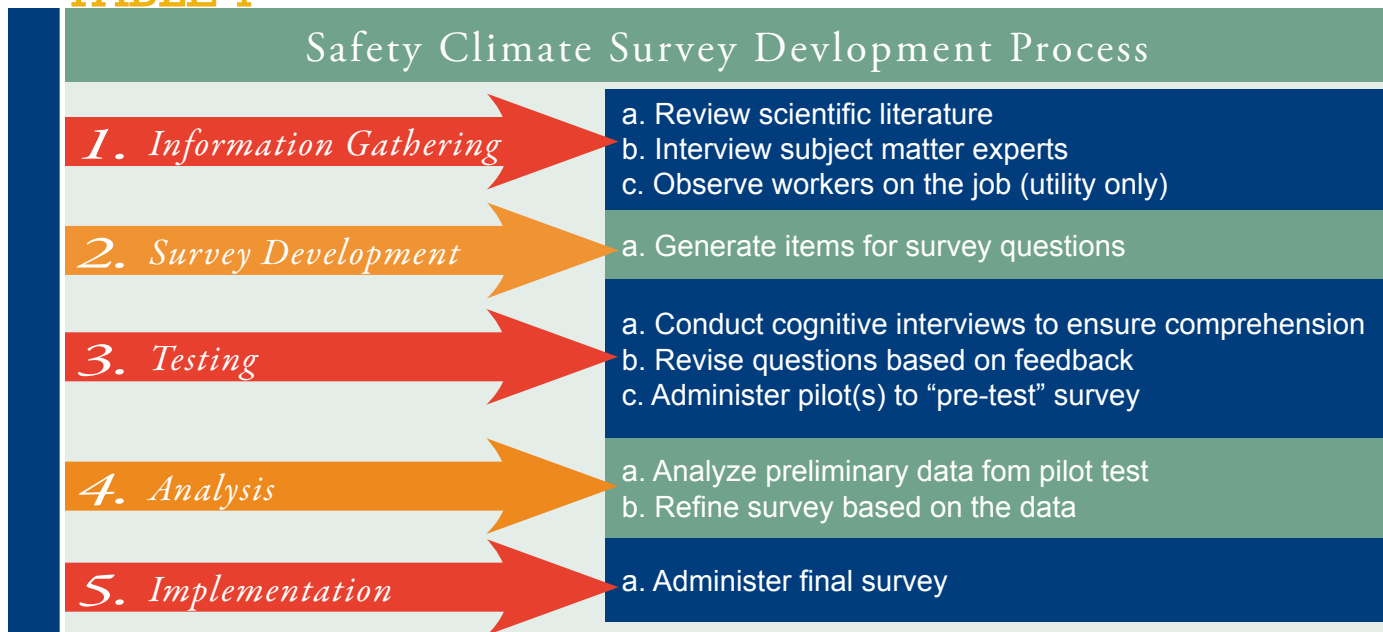 TABLE 1
Safety Climate Survey Devlopment Process
1. Information Gathering
a. Review scientific literature
b. Interview subject matter experts
c. Observe workers on the job (utility only)
2. Survey Development
a. Generate items for survey questions
3. Testing
a. Conduct cognitive interviews to ensure comprehension
b. Revise questions based on feedback
c. Administer pilot(s) to “pre-test” survey
4. Analysis
a. Analyze preliminary data fom pilot test
b. Refine survey based on the data
5. Implementation
a. Administer final survey